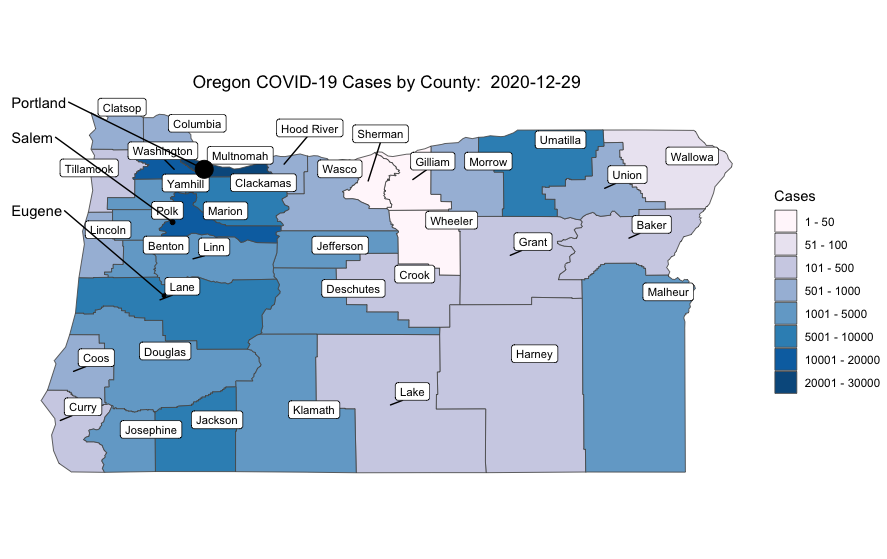 Oregon COVID-19 Cases by County:  2020-12-29
Portland
Salem
Eugene
Clatsop
Columbia
Hood River
Sherman
Umatilla
Washington
Multnomah
Tillamook
Wasco
Gilliam
Morrow
Wallowa
Yamhill
Clackamas
Union
Polk
Marion
Wheeler
Baker
Lincoln
Benton
Linn
Jefferson
Grant
Crook
Lane
Deschutes
Malheur
Coos
Douglas
Harney
Lake
Curry
Klamath
Jackson
Josephine
Cases
1 - 50
51 - 100
101 - 500
501 - 1000
1001 - 5000
5001 - 10000
10001 - 20000
20001 - 30000